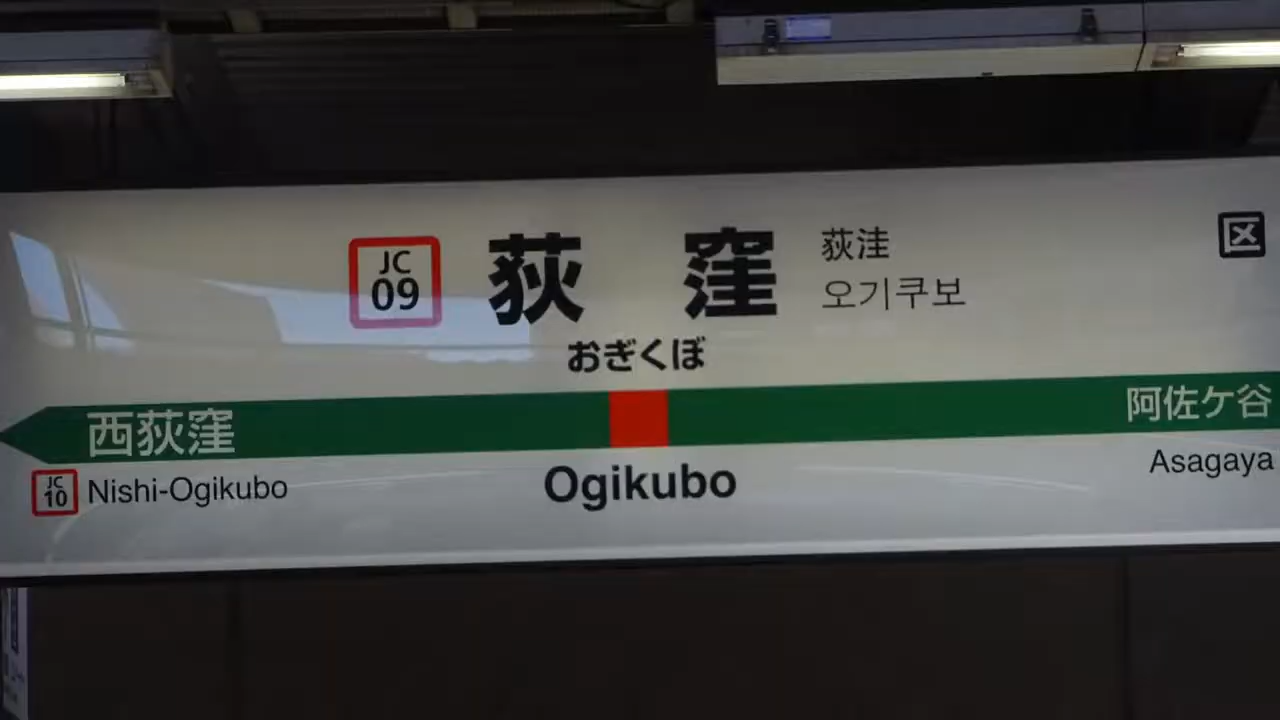 JC
09
荻窪
荻洼
오기쿠보
区
おぎくぼ
西荻窪
阿佐ケ谷
JC
10
Nishi-Ogikubo
Ogikubo
Asagaya